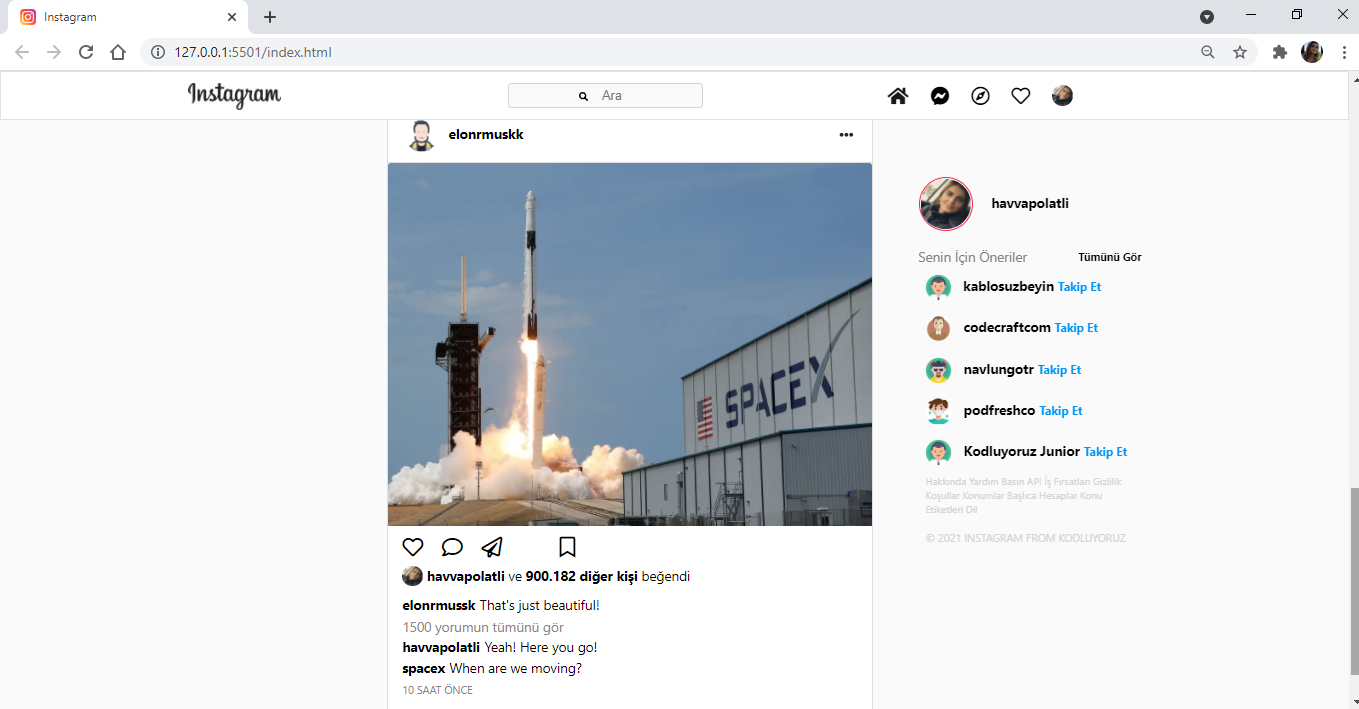 Instagram
127.0.0.1:5501/index.html
Instagram
Ara
elonrmuskk
SPACEX
havvapolatli
Senin İçin Öneriler Tümünü Gör
kablosuzbeyin Takip Et
codecraftcom Takip Et
navlungotr Takip Et
podfreshco Takip Et
Kodluyoruz Junior Takip Et
Hakkında Yardım Basın API İş Fırsatları Gizlilik
Koşullar Konumlar Başlıca Hesaplar Konu
Etiketleri Dil
© 2021 INSTAGRAM FROM KODLUYORUZ
havvapolatli ve 900.182 diğer kişi beğendi
elonrmussk That's just beautiful!
1500 yorumun tümünü gör
havvapolatli Yeah! Here you go!
spacex When are we moving?
10 SAAT ÖNCE